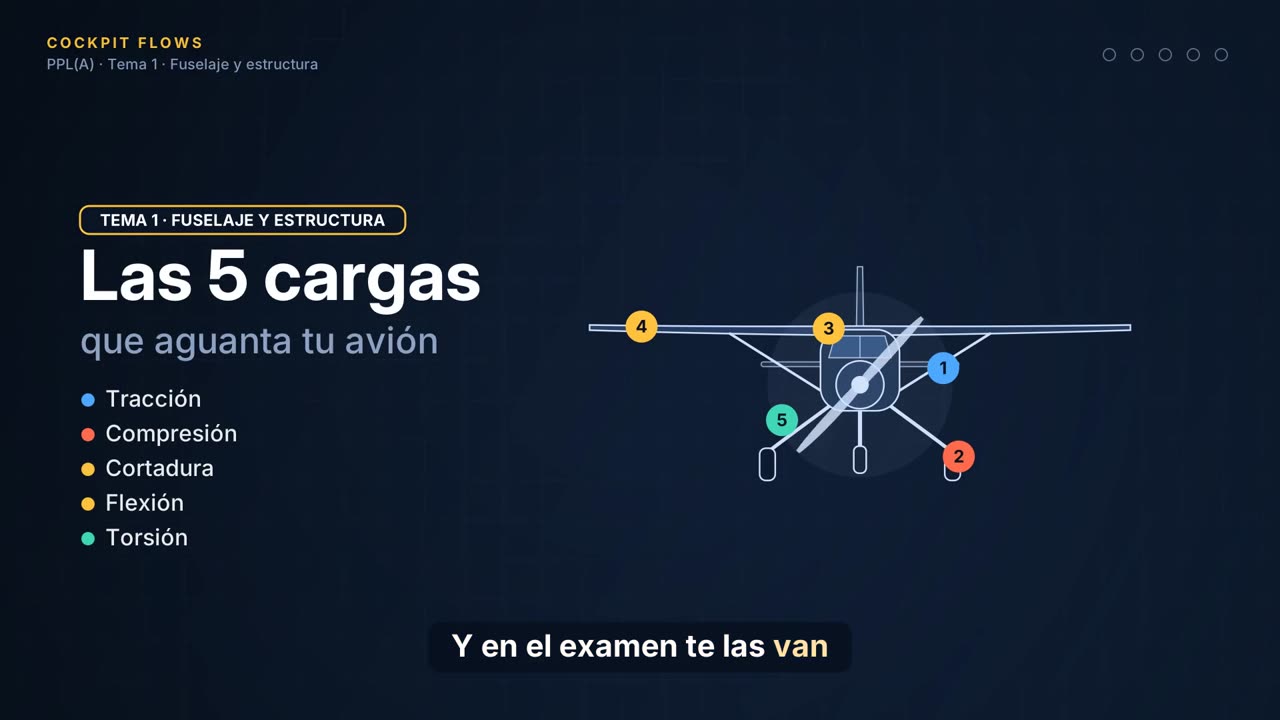 COCKPIT FLOWS
PPL(A) · Tema 1 · Fuselaje y estructura
TEMA 1 · FUSELAJE Y ESTRUCTURA
Las 5 cargas
que aguanta tu avión
Tracción
Compresión
Cortadura
Flexión
Torsión
4
3
1
5
2
Y en el examen te las van